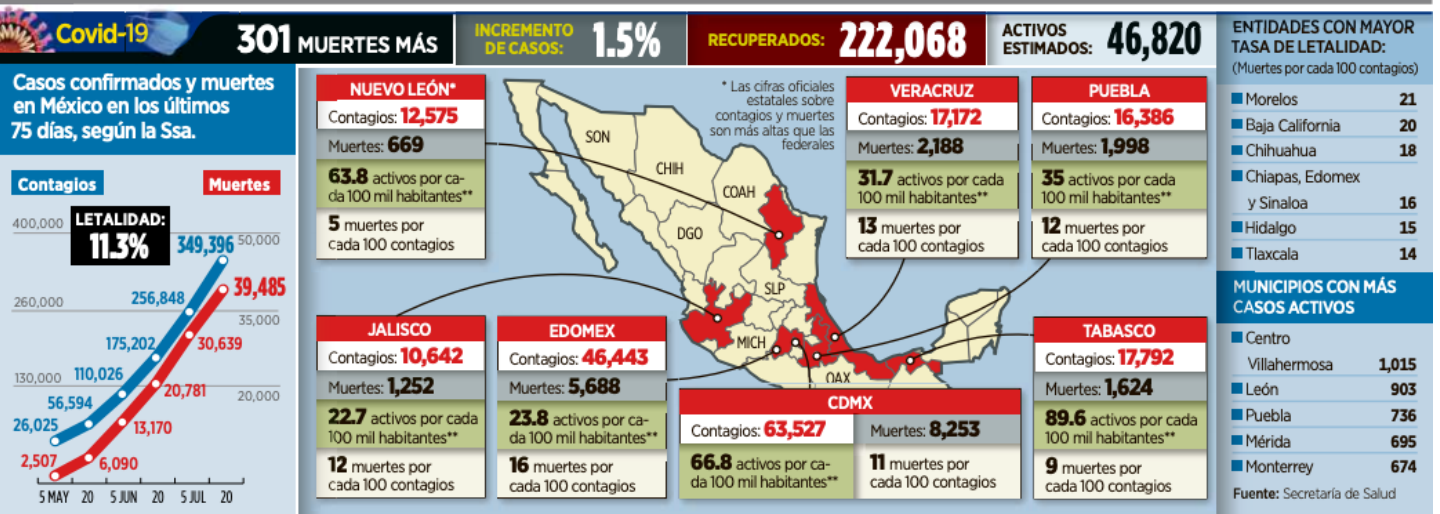 Covid-19
301 MUERTES MÁS
INCREMENTO
DE CASOS: 1.5%
RECUPERADOS: 222,068
ACTIVOS
ESTIMADOS: 46,820
Casos confirmados y muertes
en México en los últimos
75 días, según la Ssa.
Contagios
Muertes
LETALIDAD:
11.3%
400,000
260,000
130,000
50,000
35,000
20,000
26,025
56,594
110,026
175,202
256,848
349,396
2,507
6,090
13,170
20,781
30,639
39,485
5 MAY 20 5 JUN 20 5 JUL 20
NUEVO LEÓN*
Contagios: 12,575
Muertes: 669
63.8 activos por ca-
da 100 mil habitantes**
5 muertes por
cada 100 contagios
* Las cifras oficiales
estatales sobre
contagios y muertes
son más altas que las
federales
VERACRUZ
Contagios: 17,172
Muertes: 2,188
31.7 activos por cada
100 mil habitantes**
13 muertes por
cada 100 contagios
PUEBLA
Contagios: 16,386
Muertes: 1,998
35 activos por cada
100 mil habitantes**
12 muertes por
cada 100 contagios
SON
CHIH
COAH
DGO
SLP
MICH
OAX
JALISCO
Contagios: 10,642
Muertes: 1,252
22.7 activos por cada
100 mil habitantes**
12 muertes por
cada 100 contagios
EDOMEX
Contagios: 46,443
Muertes: 5,688
23.8 activos por ca-
da 100 mil habitantes**
16 muertes por
cada 100 contagios
CDMX
Contagios: 63,527
Muertes: 8,253
66.8 activos por ca-
da 100 mil habitantes**
11 muertes por
cada 100 contagios
TABASCO
Contagios: 17,792
Muertes: 1,624
89.6 activos por cada
100 mil habitantes**
9 muertes por
cada 100 contagios
ENTIDADES CON MAYOR
TASA DE LETALIDAD:
(Muertes por cada 100 contagios)
Morelos 21
Baja California 20
Chihuahua 18
Chiapas, Edomex
y Sinaloa 16
Hidalgo 15
Tlaxcala 14
MUNICIPIOS CON MÁS
CASOS ACTIVOS
Centro
Villahermosa 1,015
León 903
Puebla 736
Mérida 695
Monterrey 674
Fuente: Secretaría de Salud